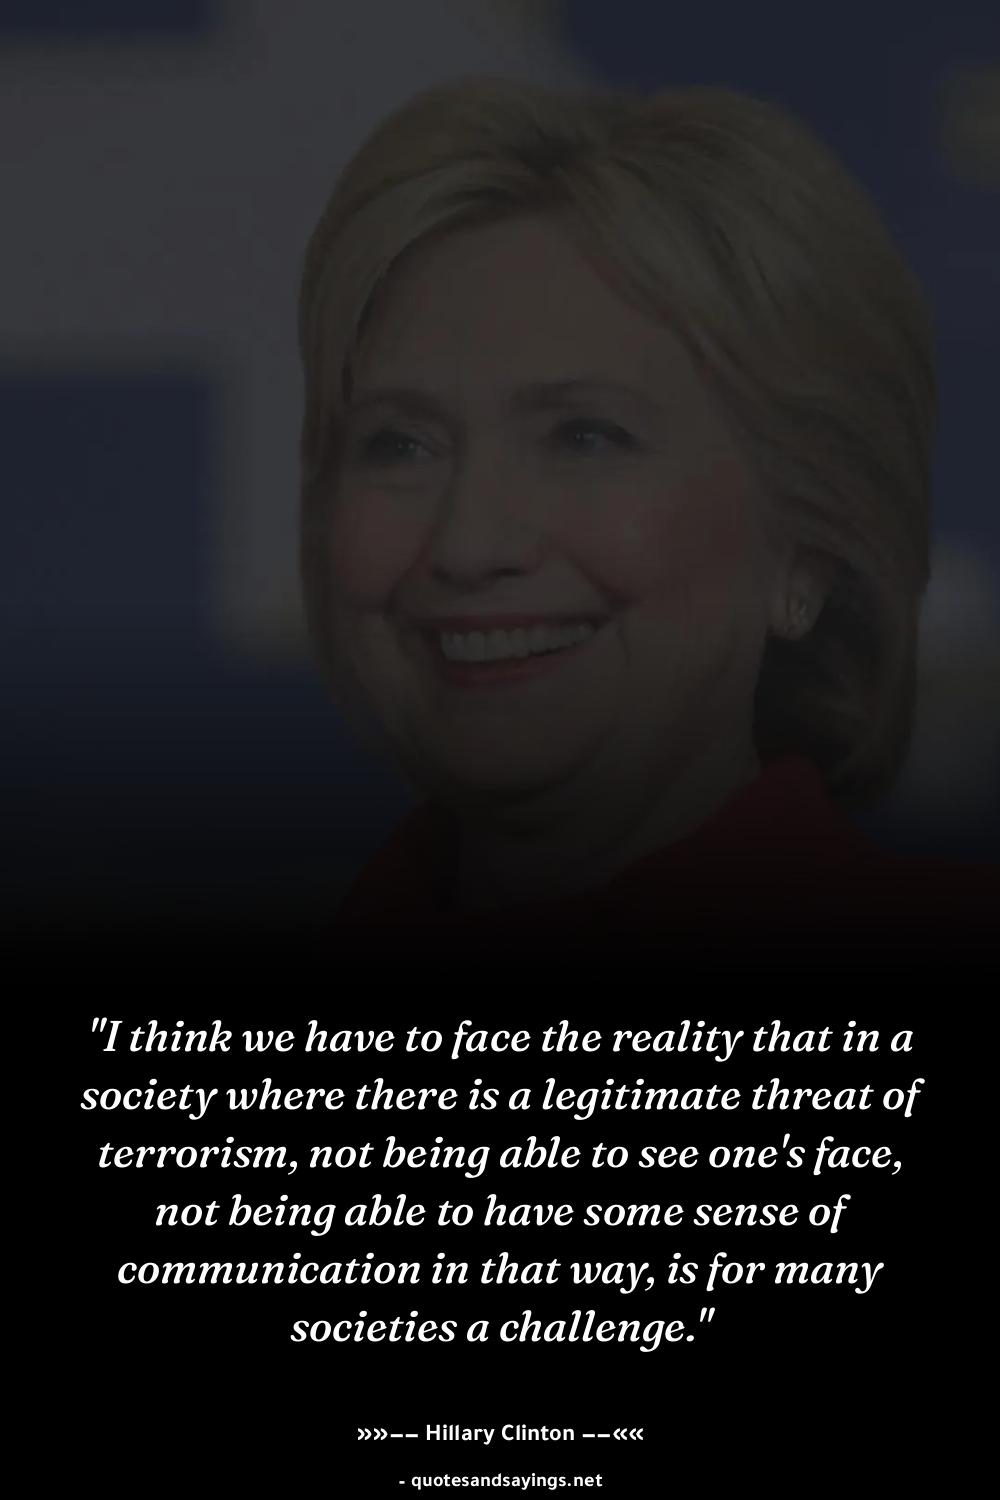 "I think we have to face the reality that in a
society where there is a legitimate threat of
terrorism, not being able to see one's face,
not being able to have some sense of
communication in that way, is for many
societies a challenge."
»»–– Hillary Clinton ––««
- quotesandsayings.net